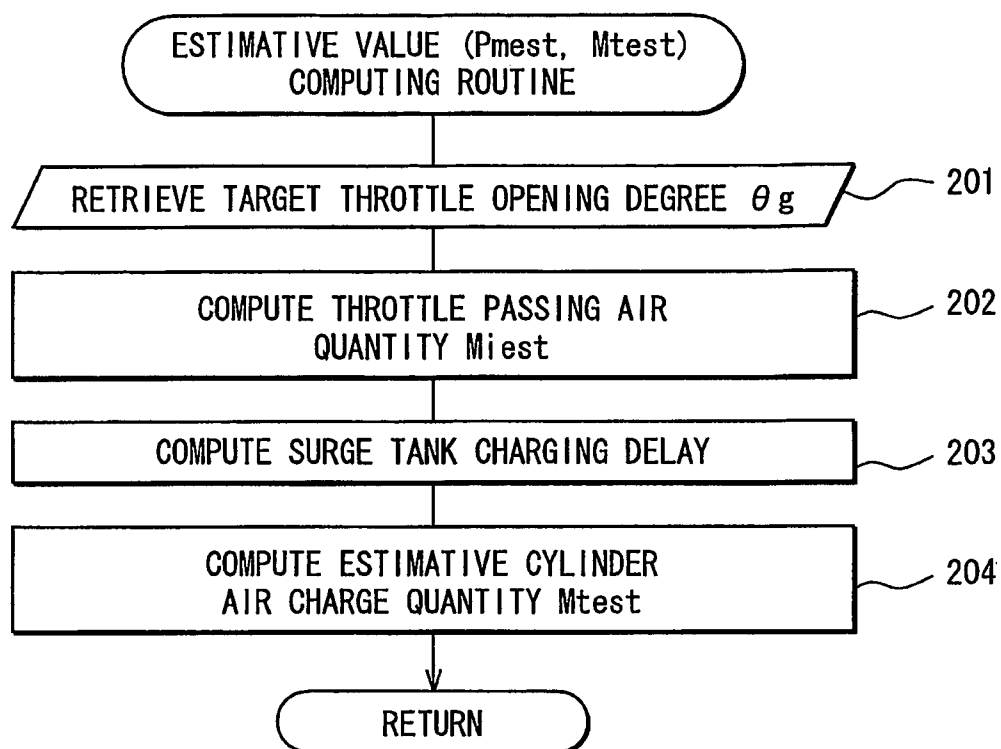 ESTIMATIVE VALUE (Pmest, Mtest)
COMPUTING ROUTINE
RETRIEVE TARGET THROTTLE OPENING DEGREE θg
201
COMPUTE THROTTLE PASSING AIR
QUANTITY Miest
202
COMPUTE SURGE TANK CHARGING DELAY
203
COMPUTE ESTIMATIVE CYLINDER
AIR CHARGE QUANTITY Mtest
204
RETURN